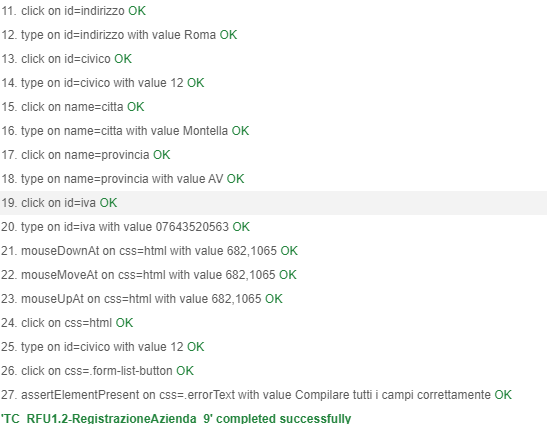 11. click on id=indirizzo OK
12. type on id=indirizzo with value Roma OK
13. click on id=civico OK
14. type on id=civico with value 12 OK
15. click on name=citta OK
16. type on name=citta with value Montella OK
17. click on name=provincia OK
18. type on name=provincia with value AV OK
19. click on id=iva OK
20. type on id=iva with value 07643520563 OK
21. mouseDownAt on css=html with value 682,1065 OK
22. mouseMoveAt on css=html with value 682,1065 OK
23. mouseUpAt on css=html with value 682,1065 OK
24. click on css=html OK
25. type on id=civico with value 12 OK
26. click on css=.form-list-button OK
27. assertElementPresent on css=.errorText with value Compilare tutti i campi correttamente OK
'TC_RFU1.2-RegistrazioneAzienda_9' completed successfully